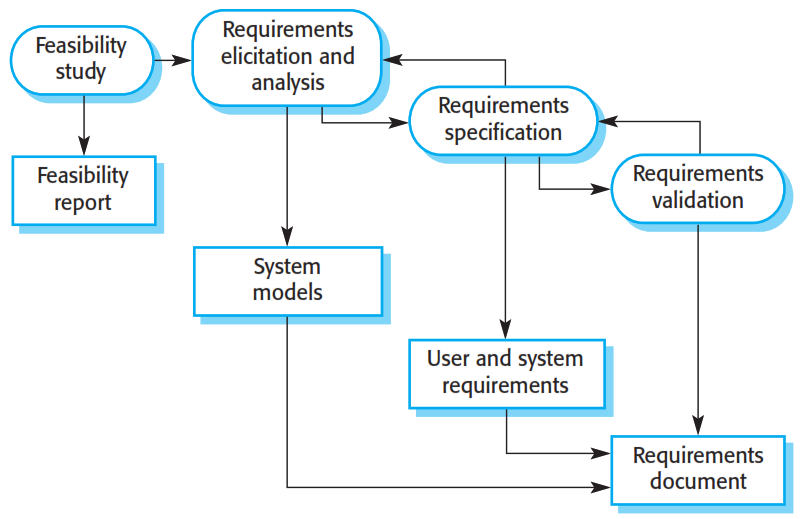 Feasibility
study
Requirements
elicitation and
analysis
Requirements
specification
Requirements
validation
Feasibility
report
System
models
User and system
requirements
Requirements
document